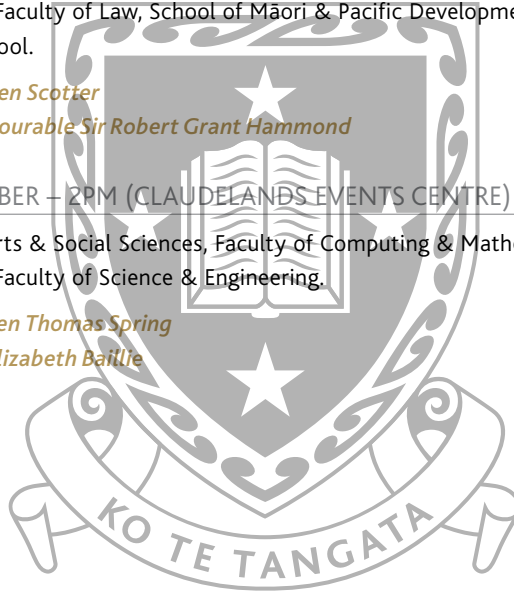 Faculty of Law, School of Māori & Pacific Developme
ool.
en Scotter
ourable Sir Robert Grant Hammond
BER – 2PM (CLAUDELANDS EVENTS CENTRE)
rts & Social Sciences, Faculty of Computing & Mathe
Faculty of Science & Engineering.
en Thomas Spring
lizabeth Baillie
KO TE TANGATA